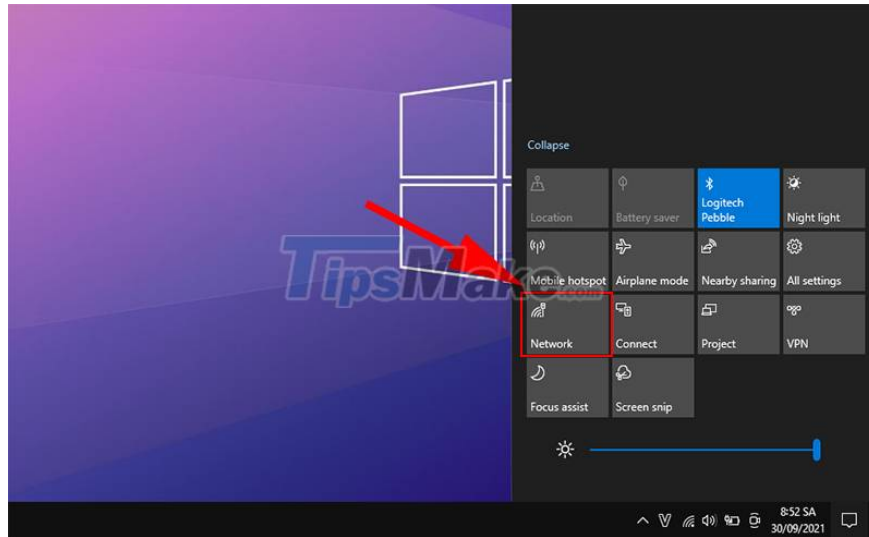 Collapse
Location
Battery saver
Logitech
Pebble
Night light
Mobile hotspot
Airplane mode
Nearby sharing
All settings
Network
Connect
Project
VPN
Focus assist
Screen snip
TipsMake.com
8:52 SA
30/09/2021